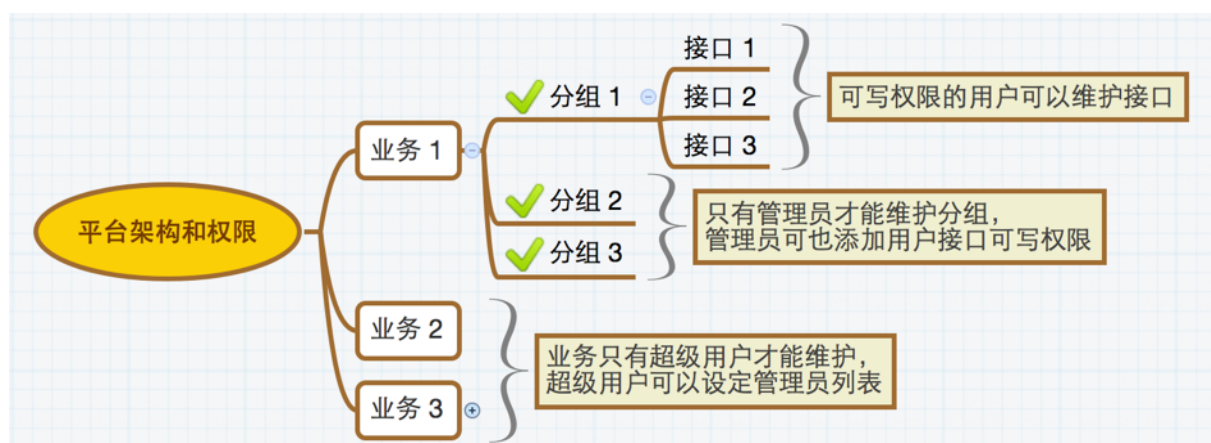 接口 1
分组 1
接口 2
可写权限的用户可以维护接口
接口 3
业务 1
分组 2
只有管理员才能维护分组，
管理员可也添加用户接口可写权限
平台架构和权限
分组 3
业务 2
业务只有超级用户才能维护，
超级用户可以设定管理员列表
业务 3